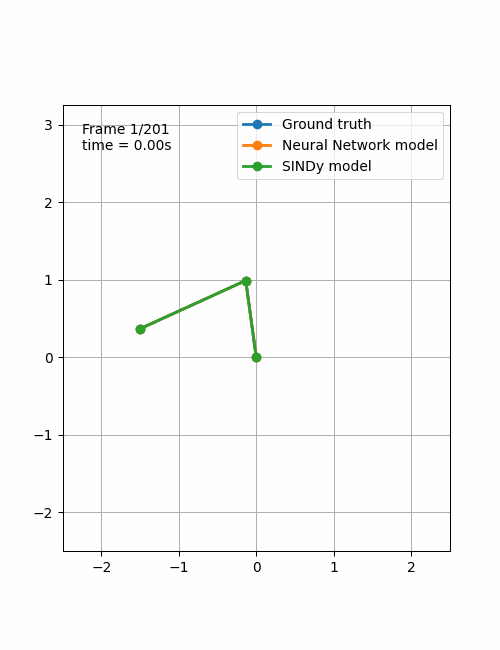 Frame 1/201
time = 0.00s
Ground truth
Neural Network model
SINDy model
3
2
1
0
−1
−2
−2
−1
0
1
2